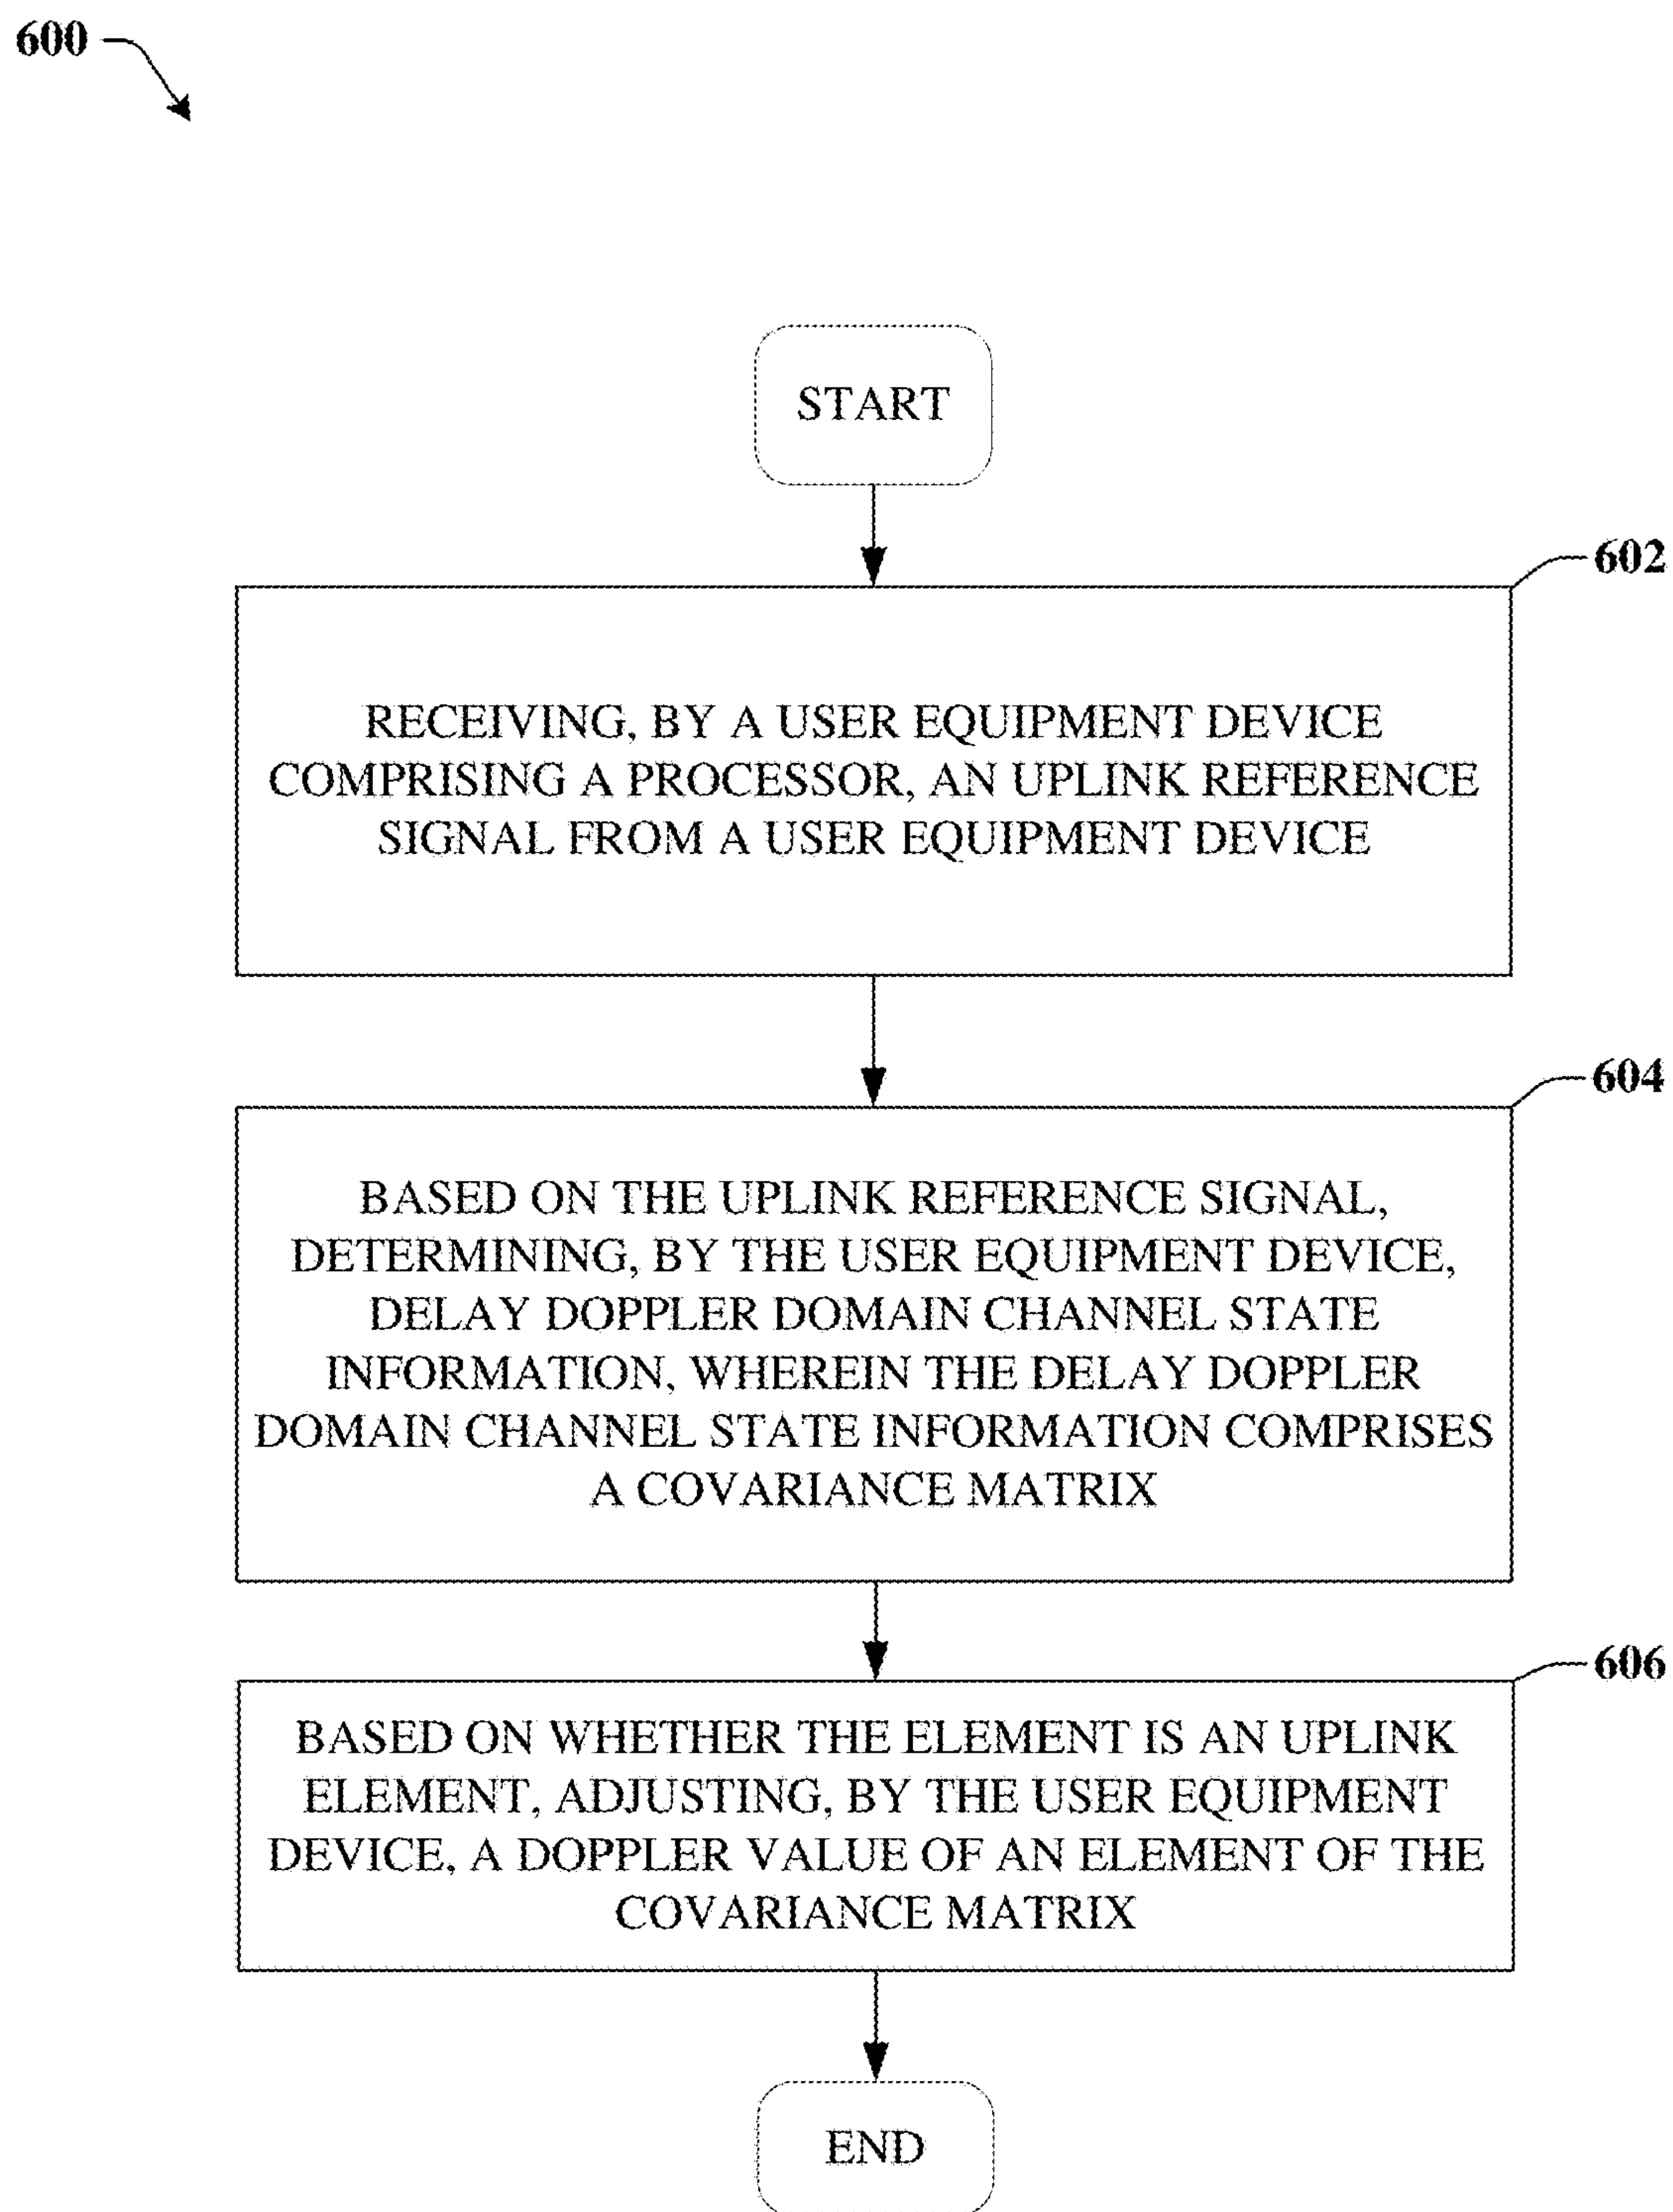 600
START
602
RECEIVING, BY A USER EQUIPMENT DEVICE
COMPRISING A PROCESSOR, AN UPLINK REFERENCE
SIGNAL FROM A USER EQUIPMENT DEVICE
604
BASED ON THE UPLINK REFERENCE SIGNAL,
DETERMINING, BY THE USER EQUIPMENT DEVICE,
DELAY DOPPLER DOMAIN CHANNEL STATE
INFORMATION, WHEREIN THE DELAY DOPPLER
DOMAIN CHANNEL STATE INFORMATION COMPRISES
A COVARIANCE MATRIX
606
BASED ON WHETHER THE ELEMENT IS AN UPLINK
ELEMENT, ADJUSTING, BY THE USER EQUIPMENT
DEVICE, A DOPPLER VALUE OF AN ELEMENT OF THE
COVARIANCE MATRIX
END